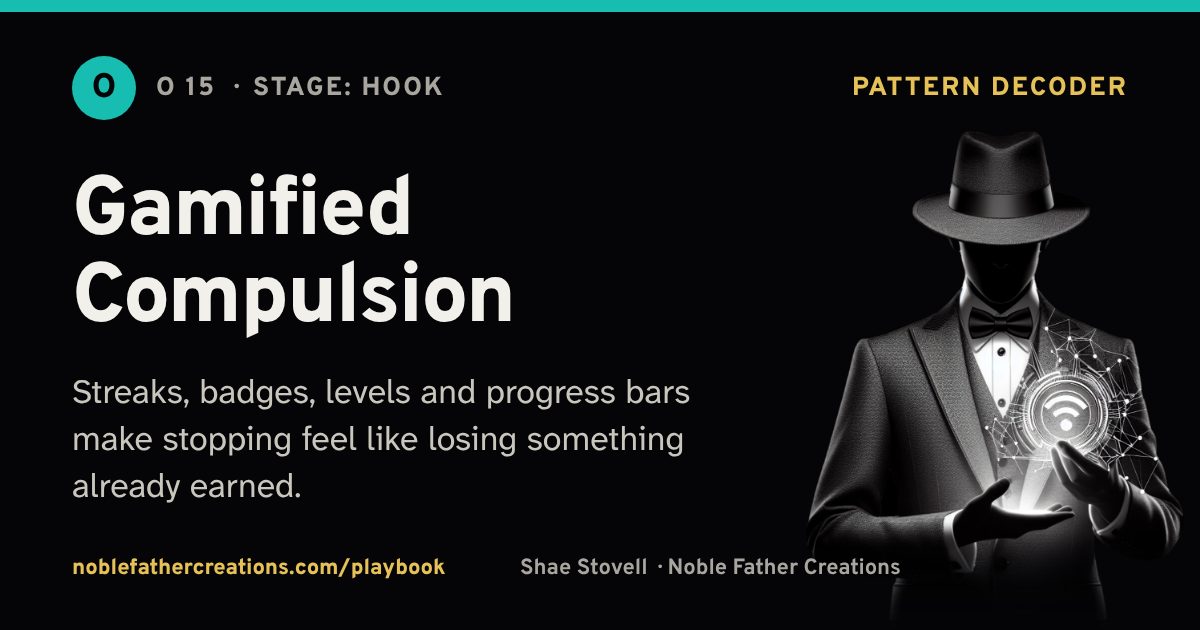 O O 15 · STAGE: HOOK
PATTERN DECODER
Gamified
Compulsion
Streaks, badges, levels and progress bars
make stopping feel like losing something
already earned.
noblefathercreations.com/playbook
Shae Stovell · Noble Father Creations